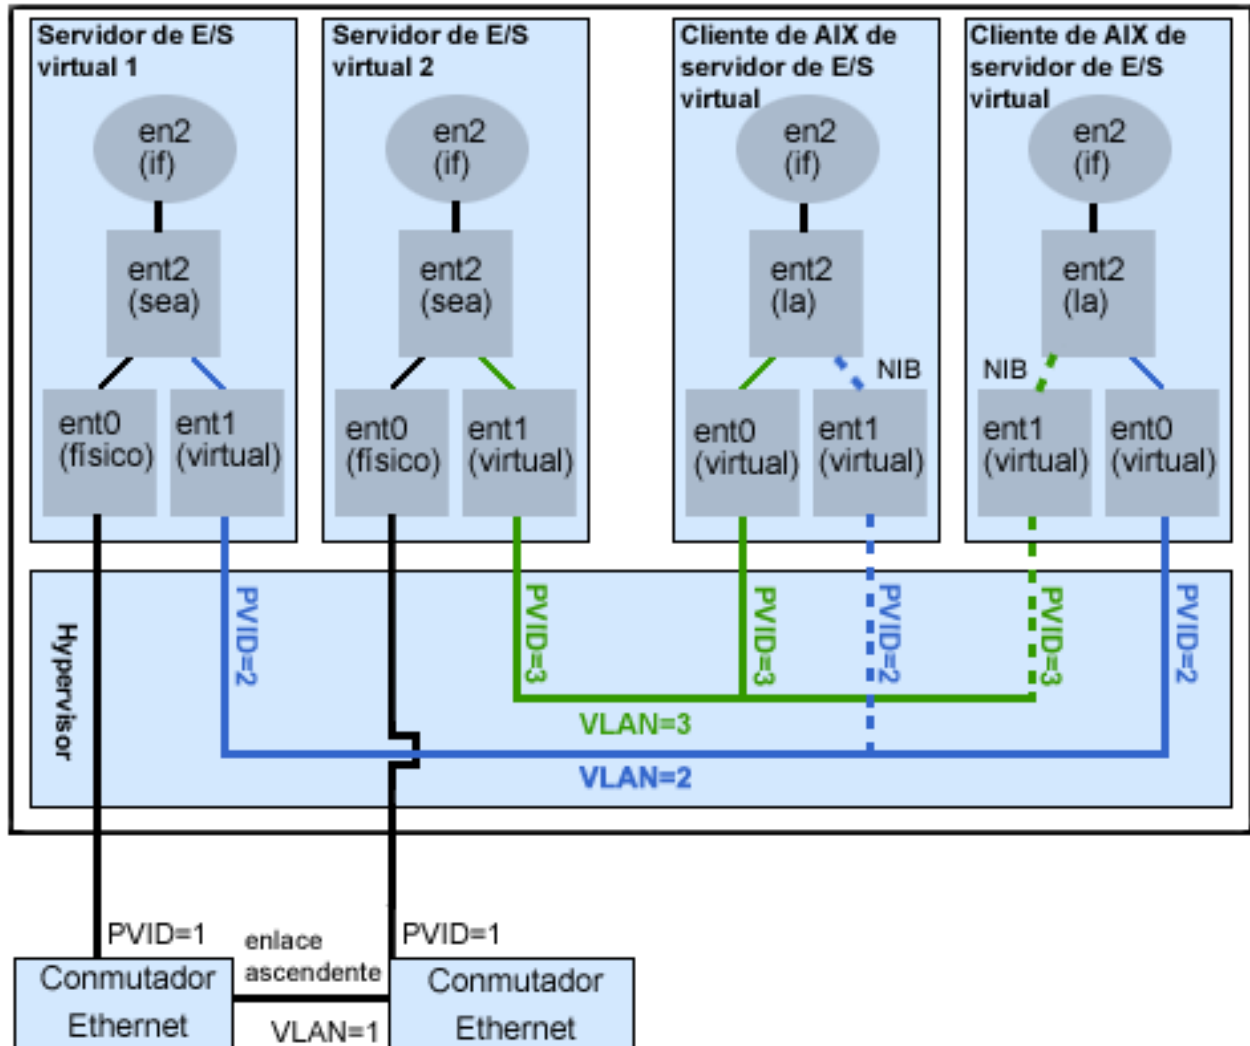 Servidor de E/S
virtual 1
en2
(if)
ent2
(sea)
ent0
(físico)
ent1
(virtual)
Servidor de E/S
virtual 2
en2
(if)
ent2
(sea)
ent0
(físico)
ent1
(virtual)
Cliente de AIX de
servidor de E/S
virtual
en2
(if)
ent2
(la)
NIB
ent0
(virtual)
ent1
(virtual)
Cliente de AIX de
servidor de E/S
virtual
en2
(if)
ent2
(la)
NIB
ent1
(virtual)
ent0
(virtual)
Hypervisor
PVID=2
PVID=3
PVID=3
PVID=2
PVID=3
PVID=2
VLAN=3
VLAN=2
PVID=1
enlace
ascendente
PVID=1
Conmutador
Ethernet
VLAN=1
Conmutador
Ethernet